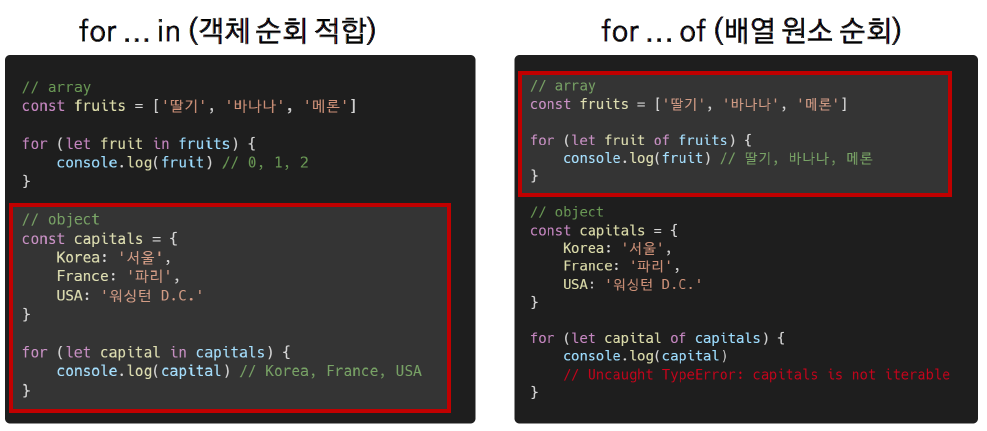 for ... in (객체 순회 적합)
// array
const fruits = ['딸기', '바나나', '메론']
for (let fruit in fruits) {
console.log(fruit) // 0, 1, 2
}
// object
const capitals = {
Korea: '서울',
France: '파리',
USA: '워싱턴 D.C.'
}
for (let capital in capitals) {
console.log(capital) // Korea, France, USA
}
for ... of (배열 원소 순회)
// array
const fruits = ['딸기', '바나나', '메론']
for (let fruit of fruits) {
console.log(fruit) // 딸기, 바나나, 메론
}
// object
const capitals = {
Korea: '서울',
France: '파리',
USA: '워싱턴 D.C.'
}
for (let capital of capitals) {
console.log(capital)
// Uncaught TypeError: capitals is not iterable
}